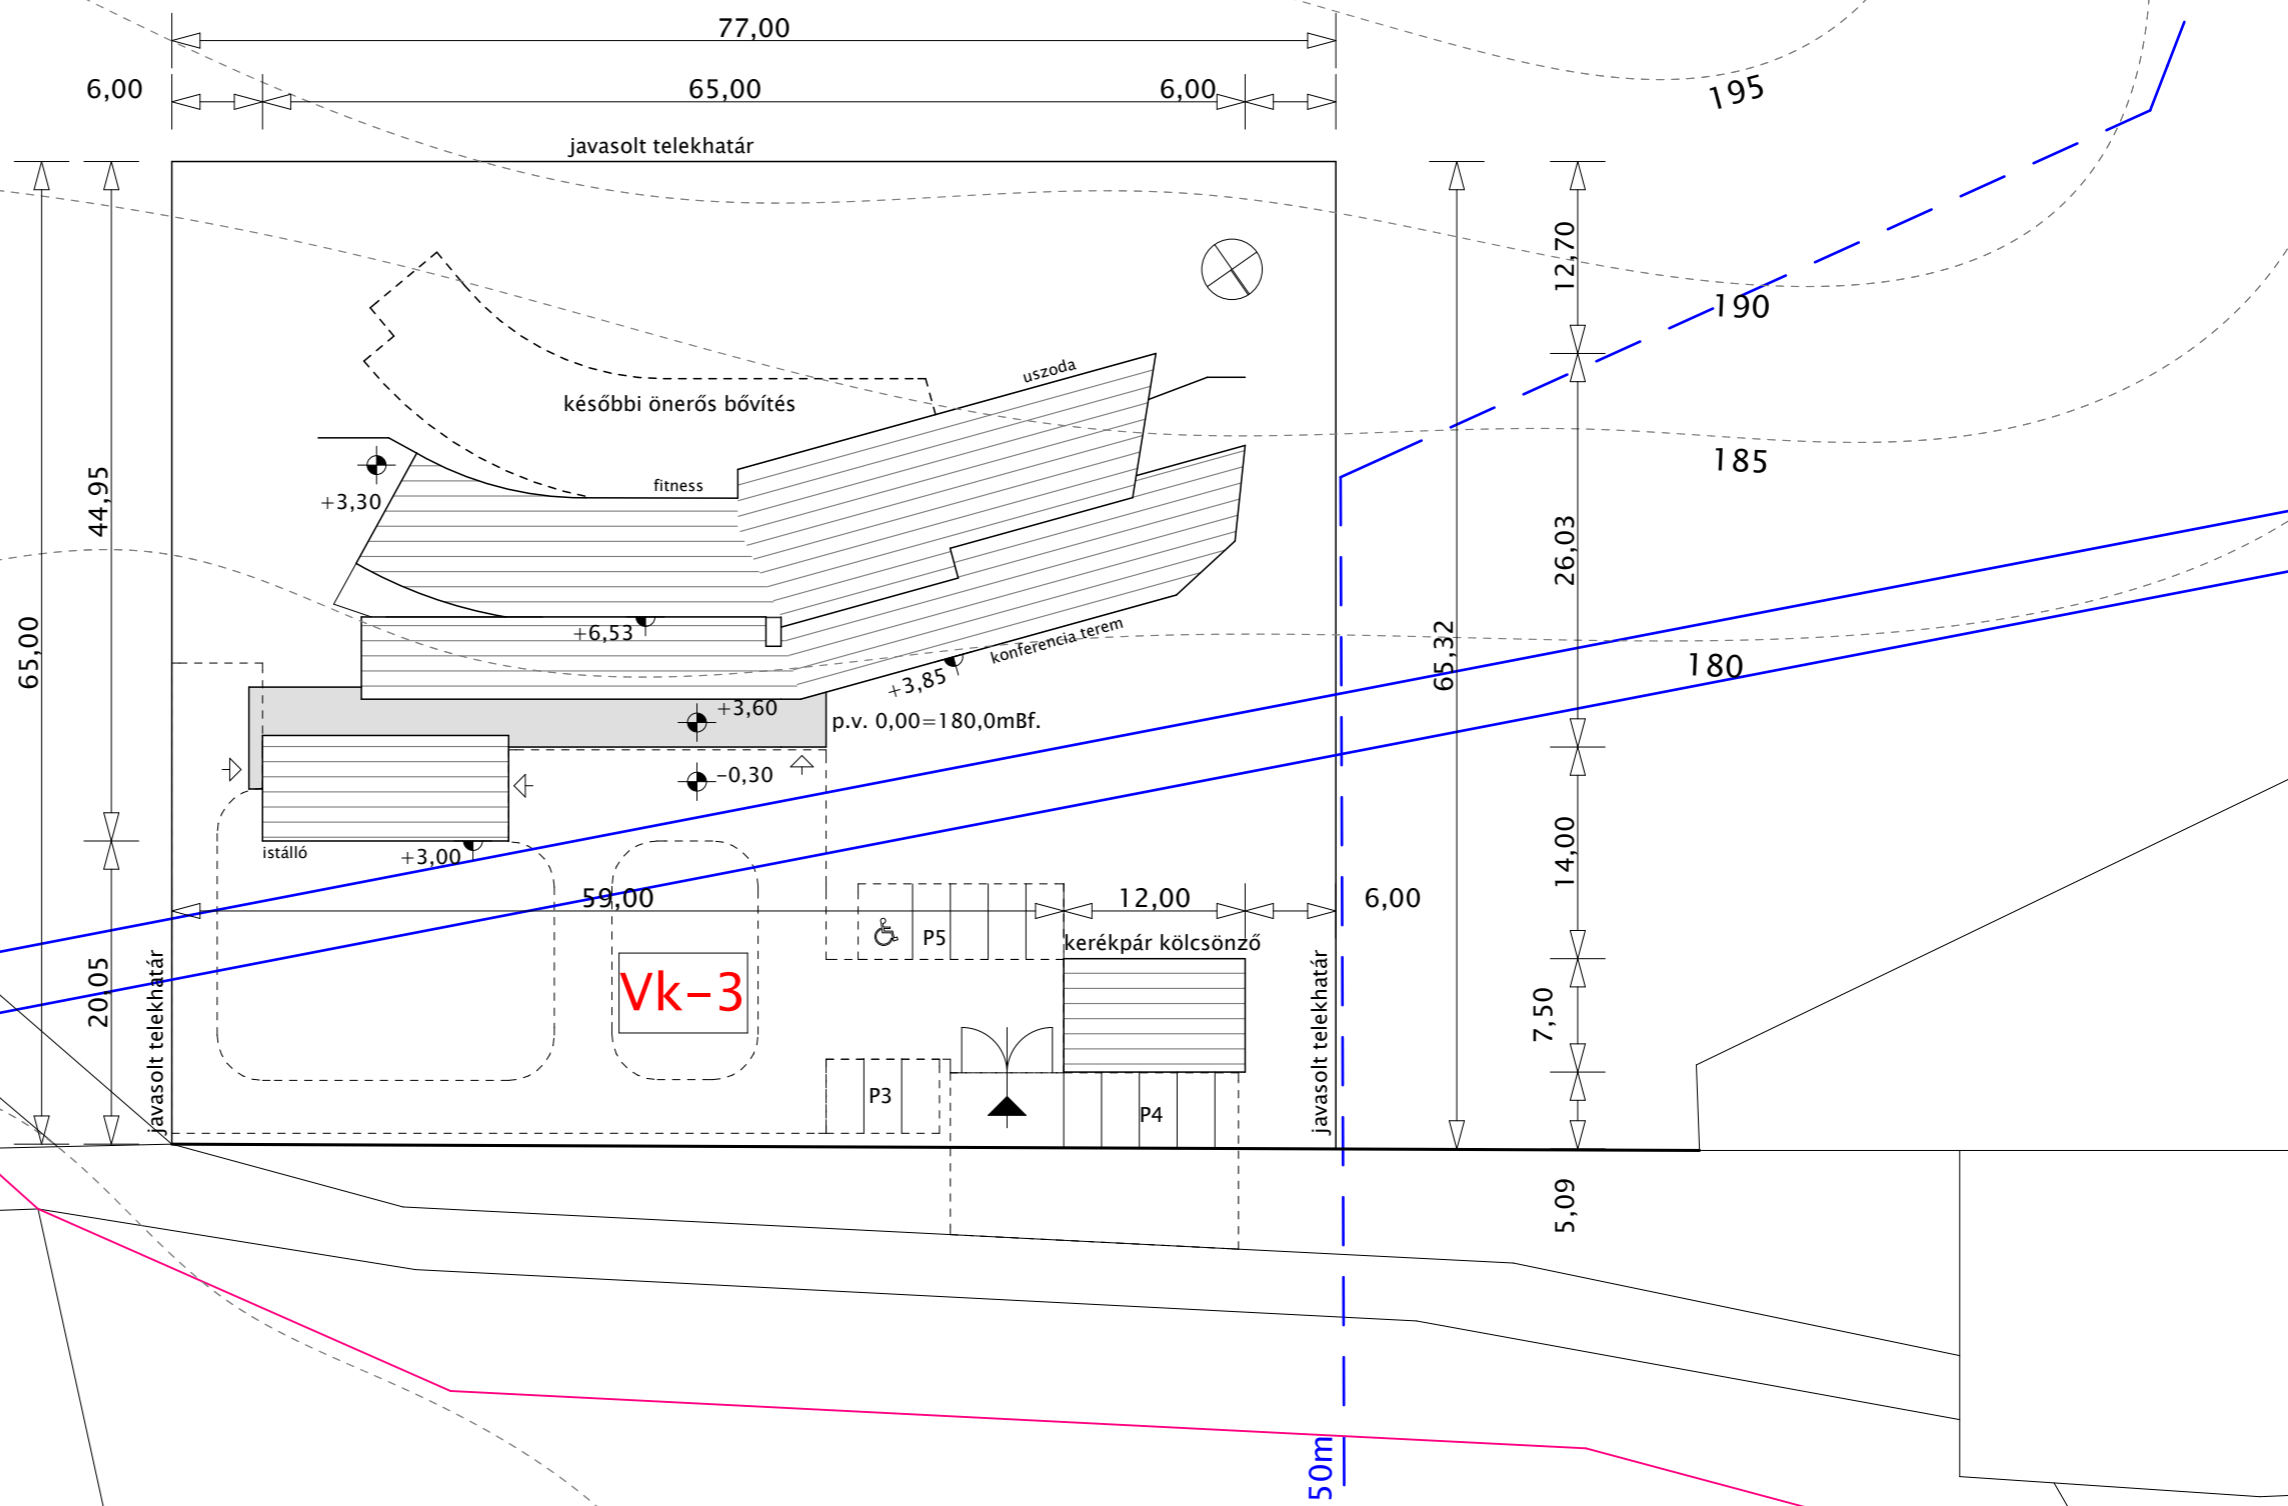 77,00
6,00
65,00
6,00
195
javasolt telekhatár
12,70
190
uszoda
későbbi önerős bővítés
185
fitness
+3,30
44,95
26,03
65,00
+6,53
konferencia terem
65,32
180
+3,85
+3,60
p.v. 0,00=180,0mBf.
-0,30
istálló
+3,00
14,00
59,00
12,00
6,00
P5
kerékpár kölcsönző
20,05
javasolt telekhatár
Vk-3
javasolt telekhatár
7,50
P3
P4
5,09
50m